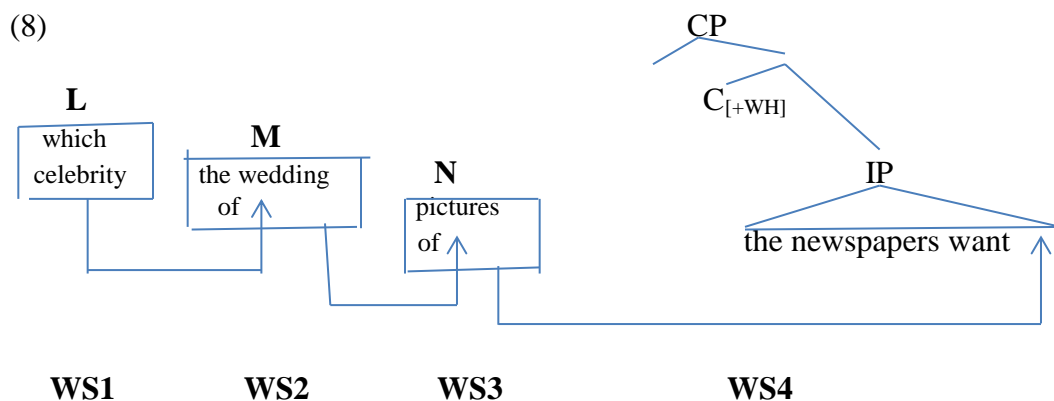 (8)
CP
C[+WH]
L
which
celebrity
M
the wedding
of
N
pictures
of
IP
the newspapers want
WS1 WS2 WS3 WS4